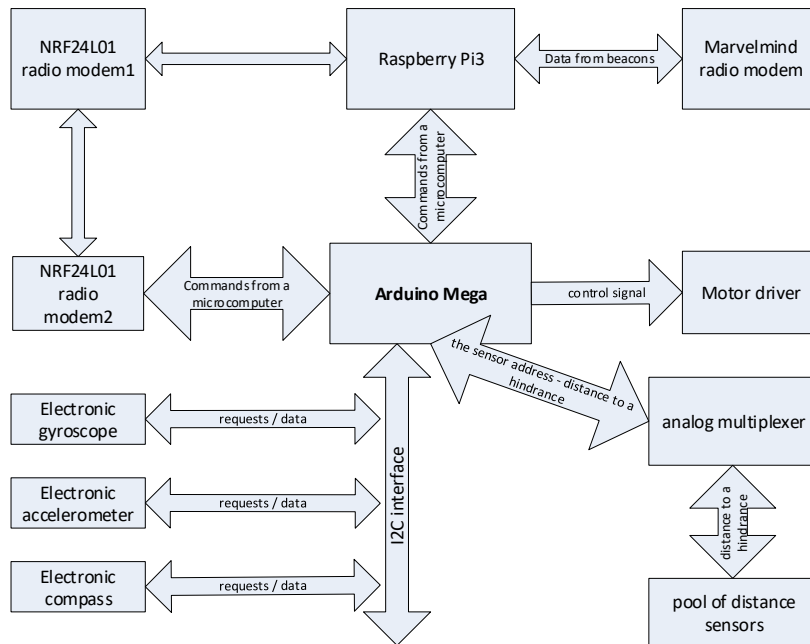 NRF24L01
radio modem1
Raspberry Pi3
Data from beacons
Marvelmind
radio modem
Commands from a
microcomputer
NRF24L01
radio
modem2
Commands from a
microcomputer
Arduino Mega
control signal
Motor driver
the sensor address - distance to a
hindrance
Electronic
gyroscope
requests / data
analog multiplexer
Electronic
accelerometer
requests / data
I2C interface
distance to a
hindrance
Electronic
compass
requests / data
pool of distance
sensors